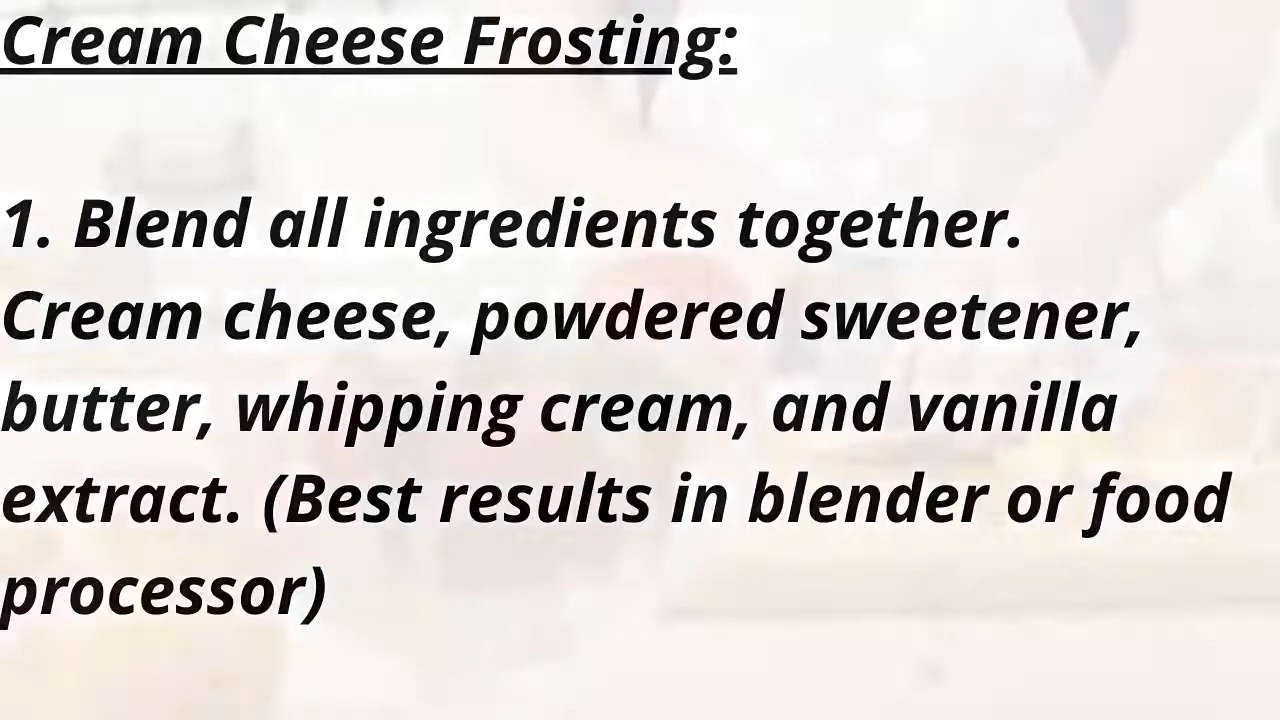 Cream Cheese Frosting:
1. Blend all ingredients together.
Cream cheese, powdered sweetener,
butter, whipping cream, and vanilla
extract. (Best results in blender or food
processor)